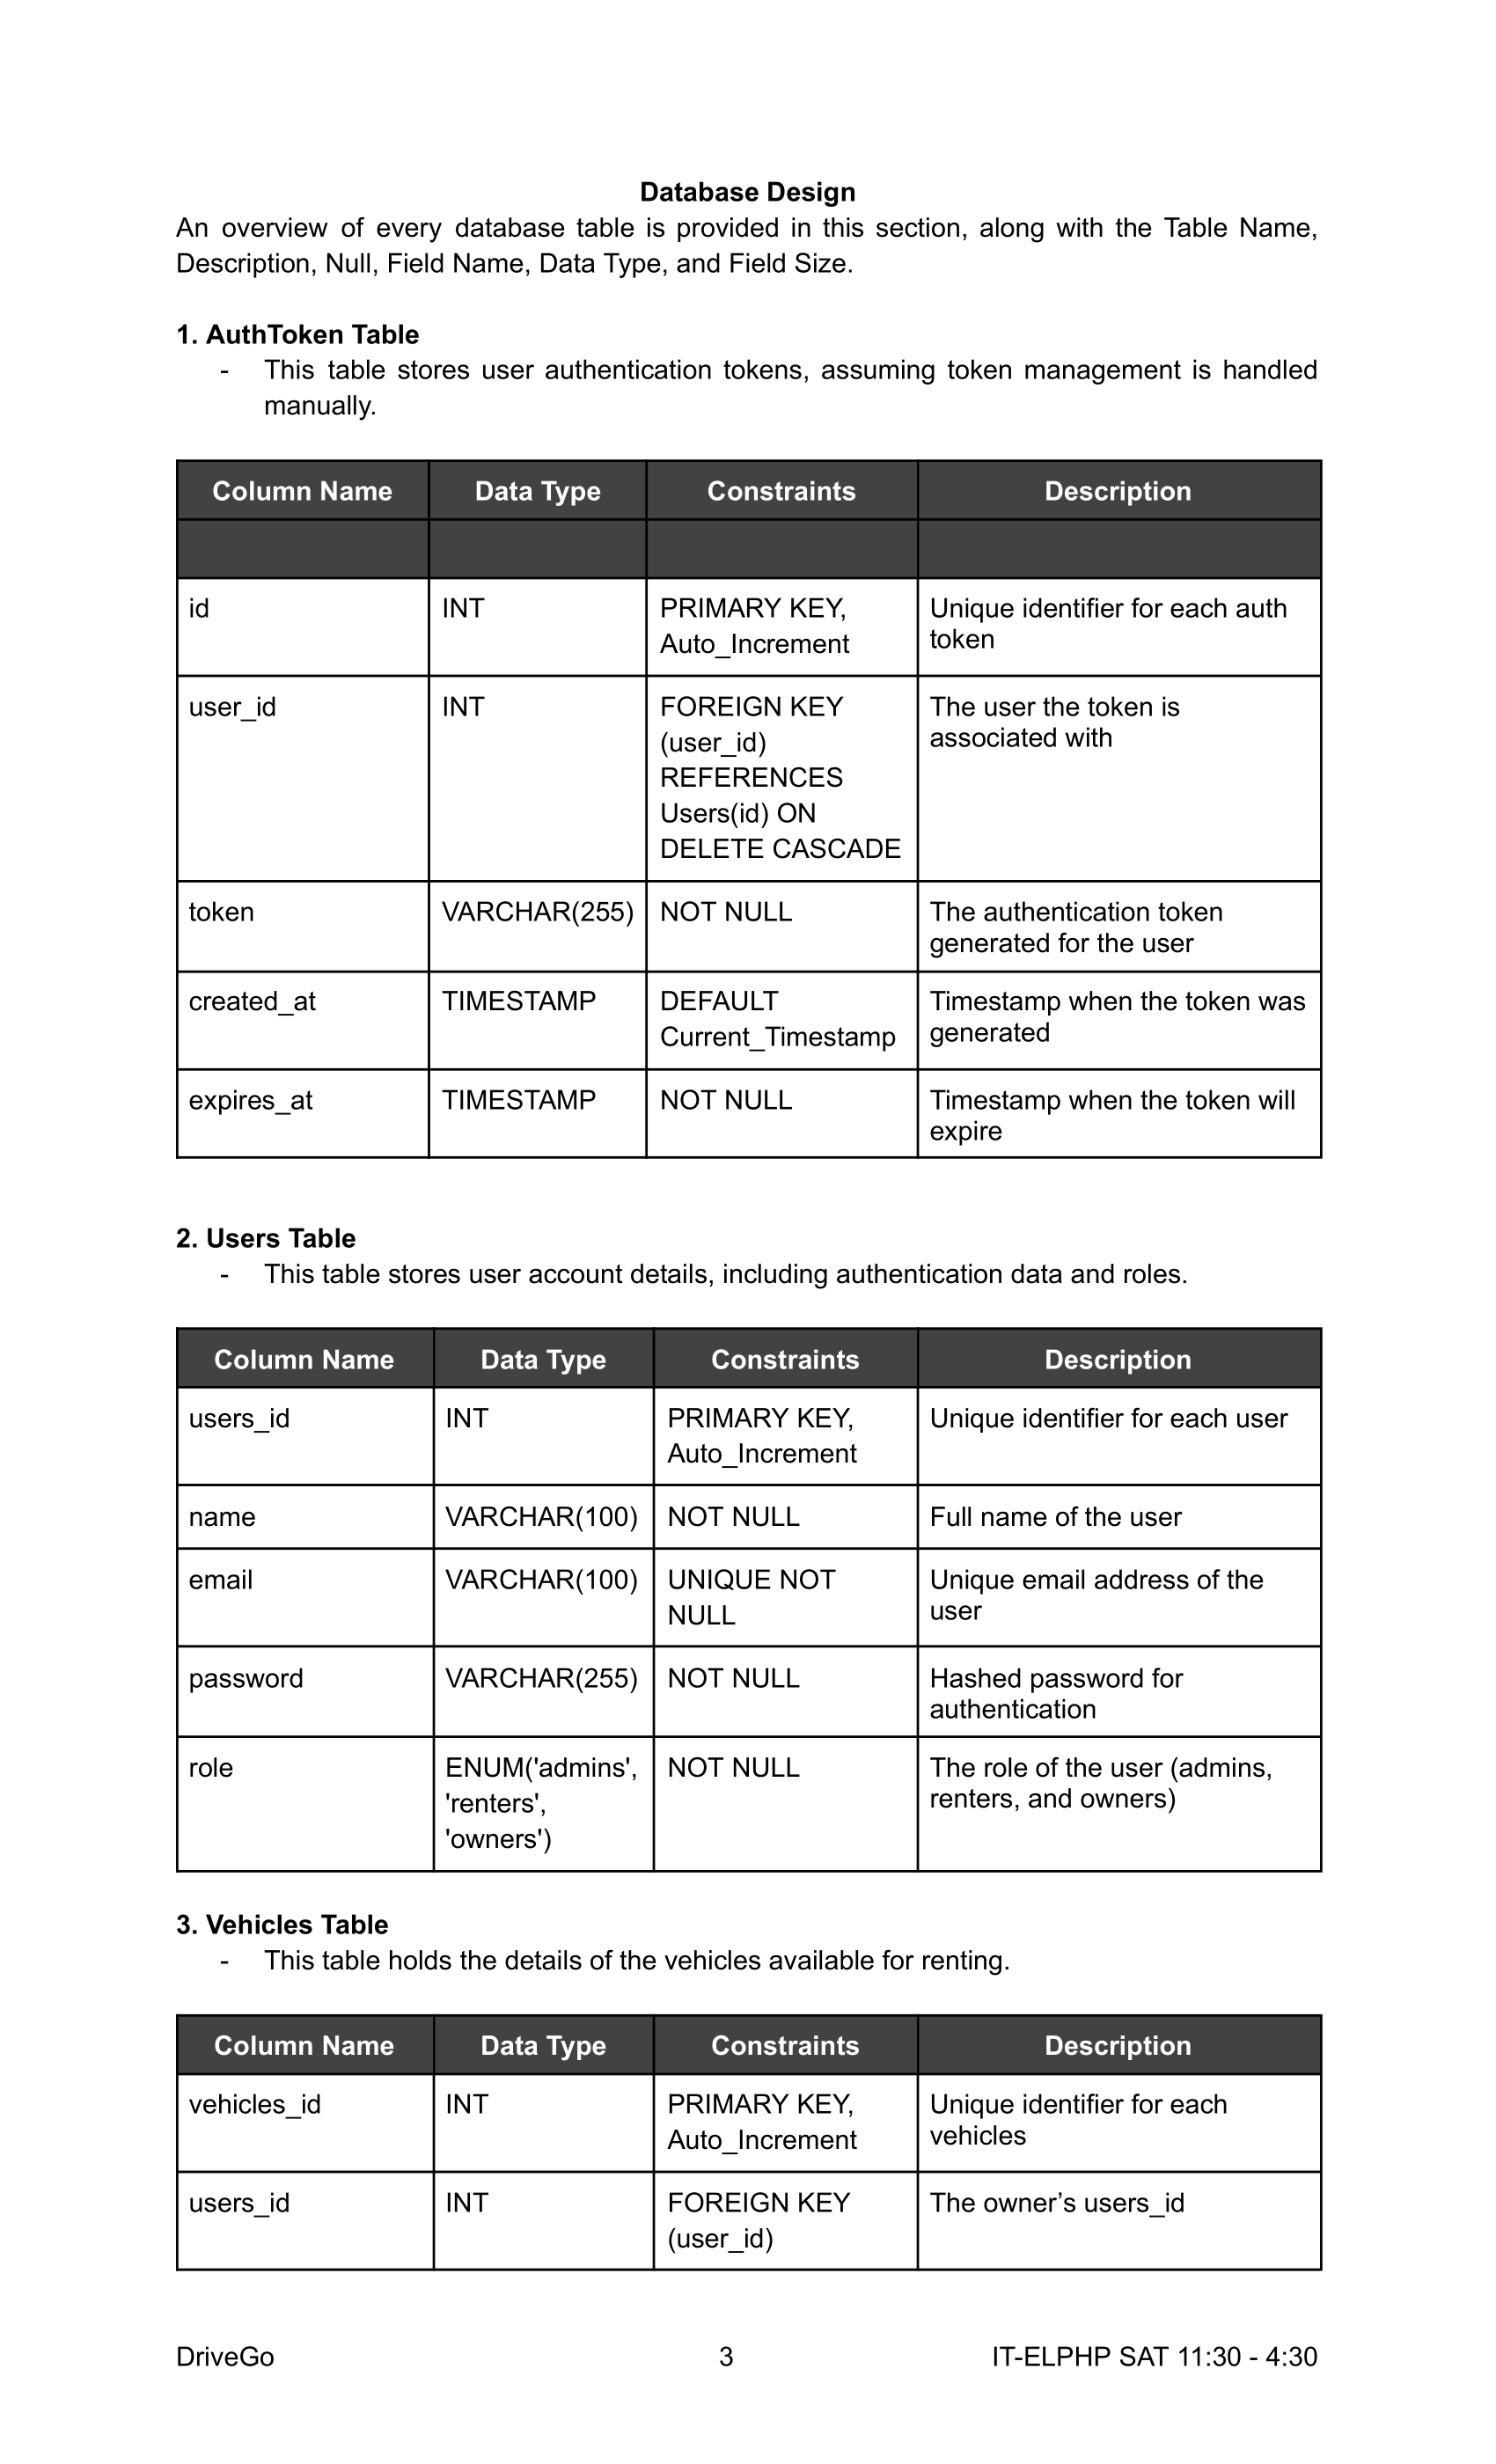 Database Design
An overview of every database table is provided in this section, along with the Table Name,
Description, Null, Field Name, Data Type, and Field Size.
1. AuthToken Table
- This table stores user authentication tokens, assuming token management is handled
manually.
Column Name Data Type Constraints Description
id INT PRIMARY KEY, Unique identifier for each auth
Auto_Increment token
user_id INT FOREIGN KEY The user the token is
(user_id) associated with
REFERENCES
Users(id) ON
DELETE CASCADE
token VARCHAR(255) NOT NULL The authentication token
generated for the user
created_at TIMESTAMP DEFAULT Timestamp when the token was
Current_Timestamp generated
expires_at TIMESTAMP NOT NULL Timestamp when the token will
expire
2. Users Table
- This table stores user account details, including authentication data and roles.
Column Name Data Type Constraints Description
users_id INT PRIMARY KEY, Unique identifier for each user
Auto_Increment
name VARCHAR(100) NOT NULL Full name of the user
email VARCHAR(100) UNIQUE NOT Unique email address of the
NULL user
password VARCHAR(255) NOT NULL Hashed password for
authentication
role ENUM('admins', NOT NULL The role of the user (admins,
'renters', renters, and owners)
'owners')
3. Vehicles Table
- This table holds the details of the vehicles available for renting.
Column Name Data Type Constraints Description
vehicles_id INT PRIMARY KEY, Unique identifier for each
Auto_Increment vehicles
users_id INT FOREIGN KEY The owner’s users_id
(user_id)
DriveGo 3 IT-ELPHP SAT 11:30 - 4:30